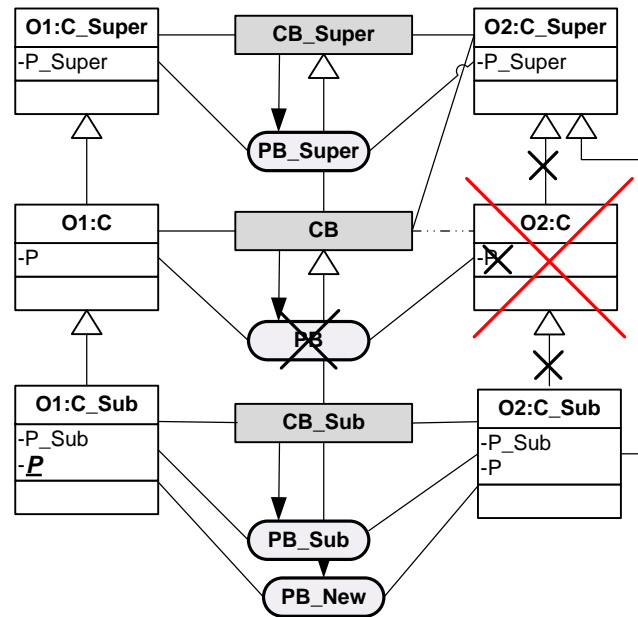 O1:C_Super
CB_Super
O2:C_Super
-P_Super
-P_Super
PB_Super
O1:C
CB
O2:C
-P
-P
PB
O1:C_Sub
CB_Sub
O2:C_Sub
-P_Sub
-P_Sub
-P
-P
PB_Sub
PB_New